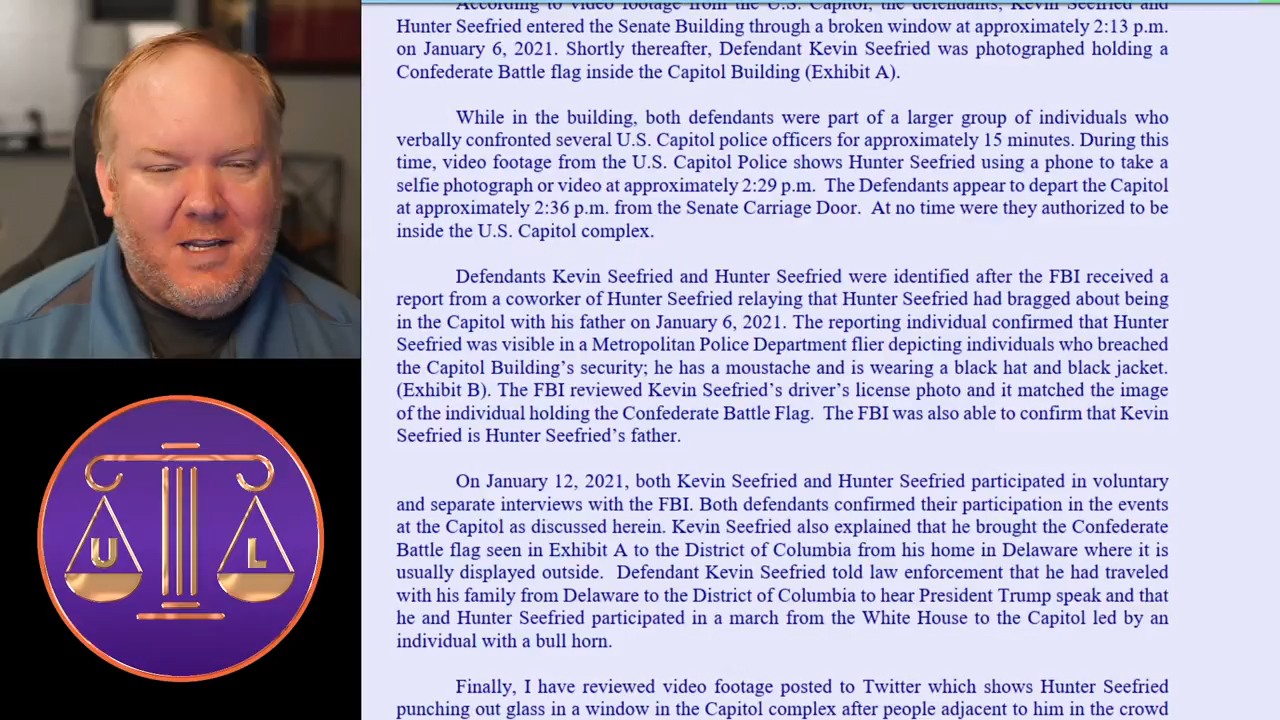 According to video footage from the U.S. Capitol, the defendants, Kevin Seefried and
Hunter Seefried entered the Senate Building through a broken window at approximately 2:13 p.m.
on January 6, 2021. Shortly thereafter, Defendant Kevin Seefried was photographed holding a
Confederate Battle flag inside the Capitol Building (Exhibit A).
While in the building, both defendants were part of a larger group of individuals who
verbally confronted several U.S. Capitol police officers for approximately 15 minutes. During this
time, video footage from the U.S. Capitol Police shows Hunter Seefried using a phone to take a
selfie photograph or video at approximately 2:29 p.m. The Defendants appear to depart the Capitol
at approximately 2:36 p.m. from the Senate Carriage Door. At no time were they authorized to be
inside the U.S. Capitol complex.
Defendants Kevin Seefried and Hunter Seefried were identified after the FBI received a
report from a coworker of Hunter Seefried relaying that Hunter Seefried had bragged about being
in the Capitol with his father on January 6, 2021. The reporting individual confirmed that Hunter
Seefried was visible in a Metropolitan Police Department flier depicting individuals who breached
the Capitol Building's security; he has a moustache and is wearing a black hat and black jacket.
(Exhibit B). The FBI reviewed Kevin Seefried's driver's license photo and it matched the image
of the individual holding the Confederate Battle Flag. The FBI was also able to confirm that Kevin
Seefried is Hunter Seefried's father.
On January 12, 2021, both Kevin Seefried and Hunter Seefried participated in voluntary
and separate interviews with the FBI. Both defendants confirmed their participation in the events
at the Capitol as discussed herein. Kevin Seefried also explained that he brought the Confederate
Battle flag seen in Exhibit A to the District of Columbia from his home in Delaware where it is
usually displayed outside. Defendant Kevin Seefried told law enforcement that he had traveled
with his family from Delaware to the District of Columbia to hear President Trump speak and that
he and Hunter Seefried participated in a march from the White House to the Capitol led by an
individual with a bull horn.
Finally, I have reviewed video footage posted to Twitter which shows Hunter Seefried
punching out glass in a window in the Capitol complex after people adjacent to him in the crowd
U L